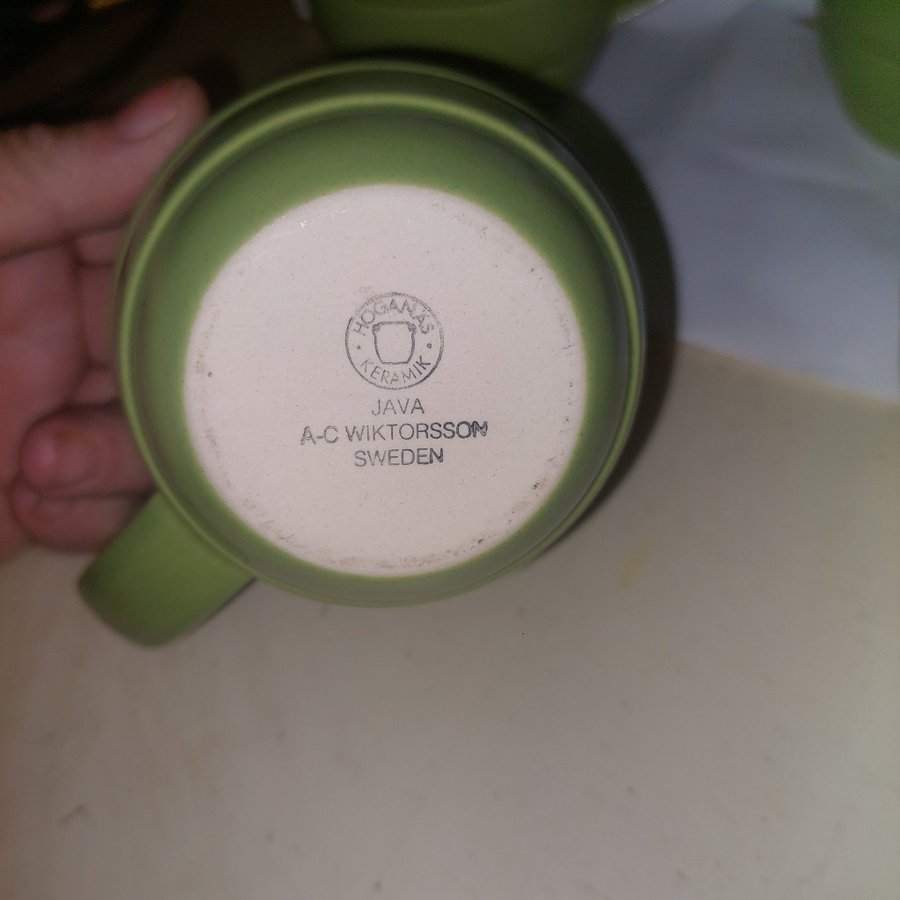 HÖGANÄS
KERAMIK
JAVA
A-C WIKTORSSON
SWEDEN